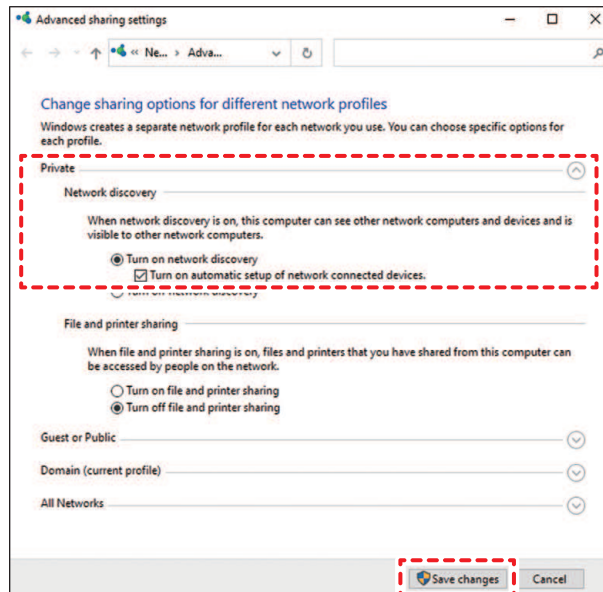 Advanced sharing settings
« Ne... › Adva...
Change sharing options for different network profiles
Windows creates a separate network profile for each network you use. You can choose specific options for
each profile.
Private
Network discovery
When network discovery is on, this computer can see other network computers and devices and is
visible to other network computers.
Turn on network discovery
Turn on automatic setup of network connected devices.
Turn off network discovery
File and printer sharing
When file and printer sharing is on, files and printers that you have shared from this computer can
be accessed by people on the network.
Turn on file and printer sharing
Turn off file and printer sharing
Guest or Public
Domain (current profile)
All Networks
Save changes Cancel